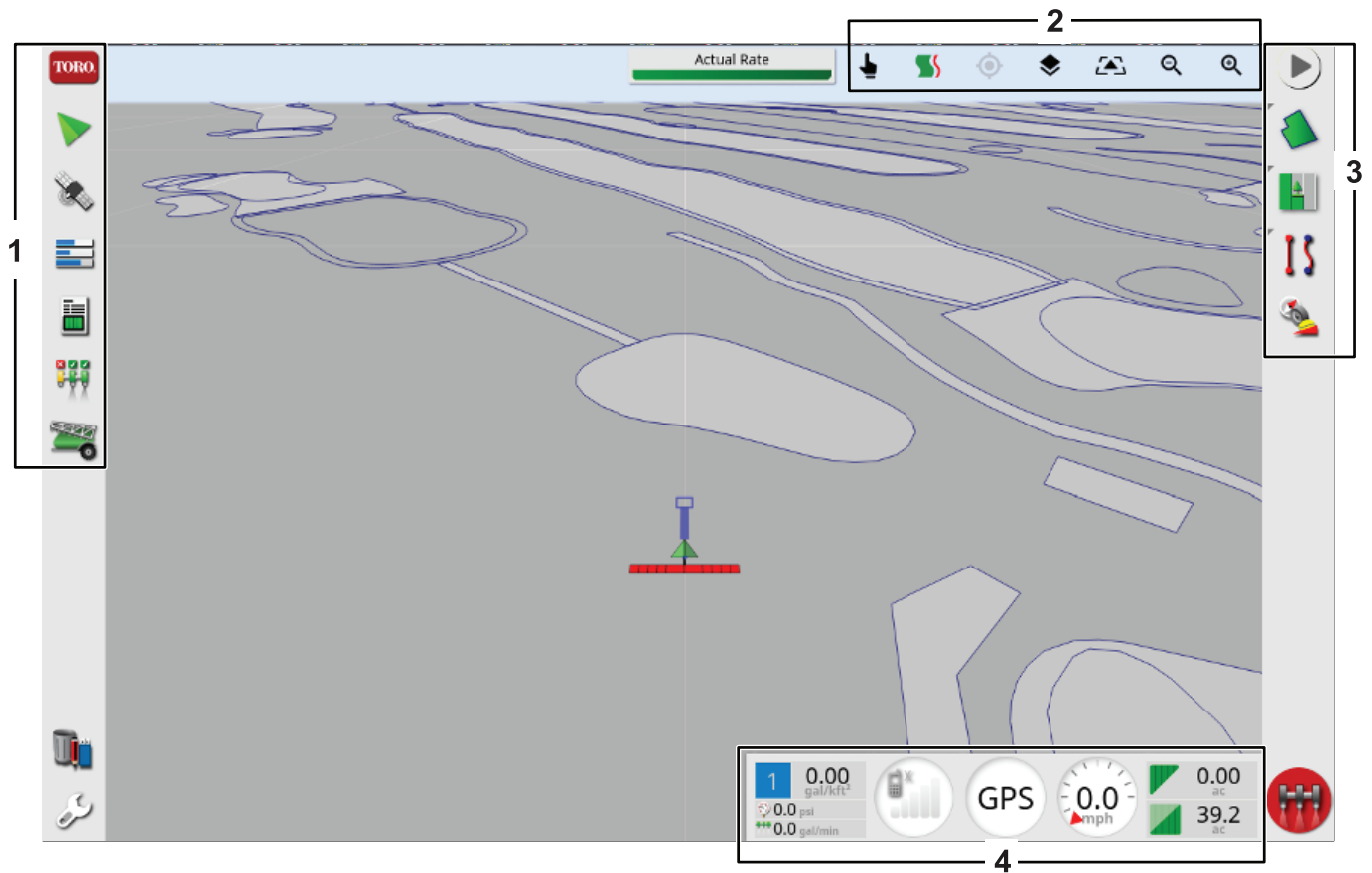 2
TORO.
Actual Rate
1
3
1
0.00
gal/kft²
0.0 psi
0.0 gal/min
GPS
0.0
mph
0.00
ac
39.2
ac
4